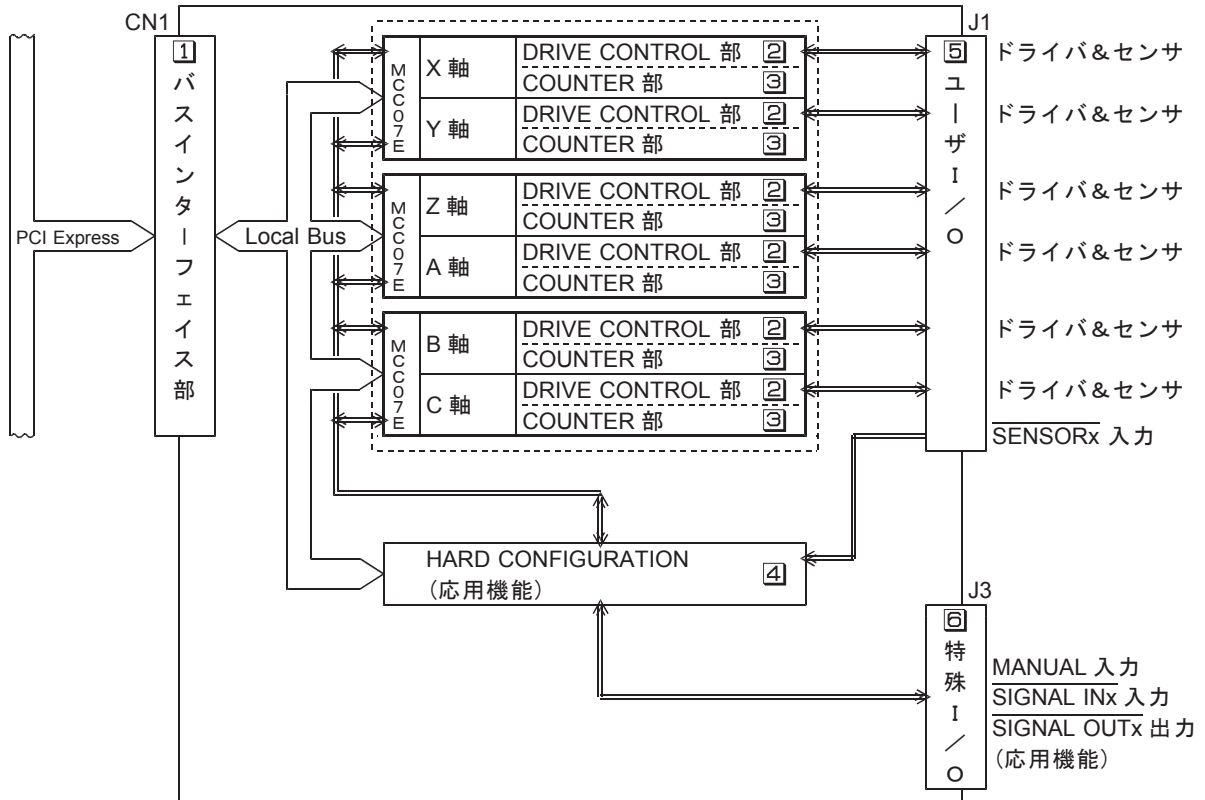 CN1
J1
1
バスインターフェイス部
PCI Express
Local Bus
MCC07E
X 軸
DRIVE CONTROL 部 2
COUNTER 部 3
Y 軸
DRIVE CONTROL 部 2
COUNTER 部 3
MCC07E
Z 軸
DRIVE CONTROL 部 2
COUNTER 部 3
A 軸
DRIVE CONTROL 部 2
COUNTER 部 3
MCC07E
B 軸
DRIVE CONTROL 部 2
COUNTER 部 3
C 軸
DRIVE CONTROL 部 2
COUNTER 部 3
5
ユーザI/O
ドライバ&センサ
ドライバ&センサ
ドライバ&センサ
ドライバ&センサ
ドライバ&センサ
ドライバ&センサ
SENSORx 入力
HARD CONFIGURATION
(応用機能)
4
J3
6
特殊I/O
MANUAL 入力
SIGNAL INx 入力
SIGNAL OUTx 出力
(応用機能)